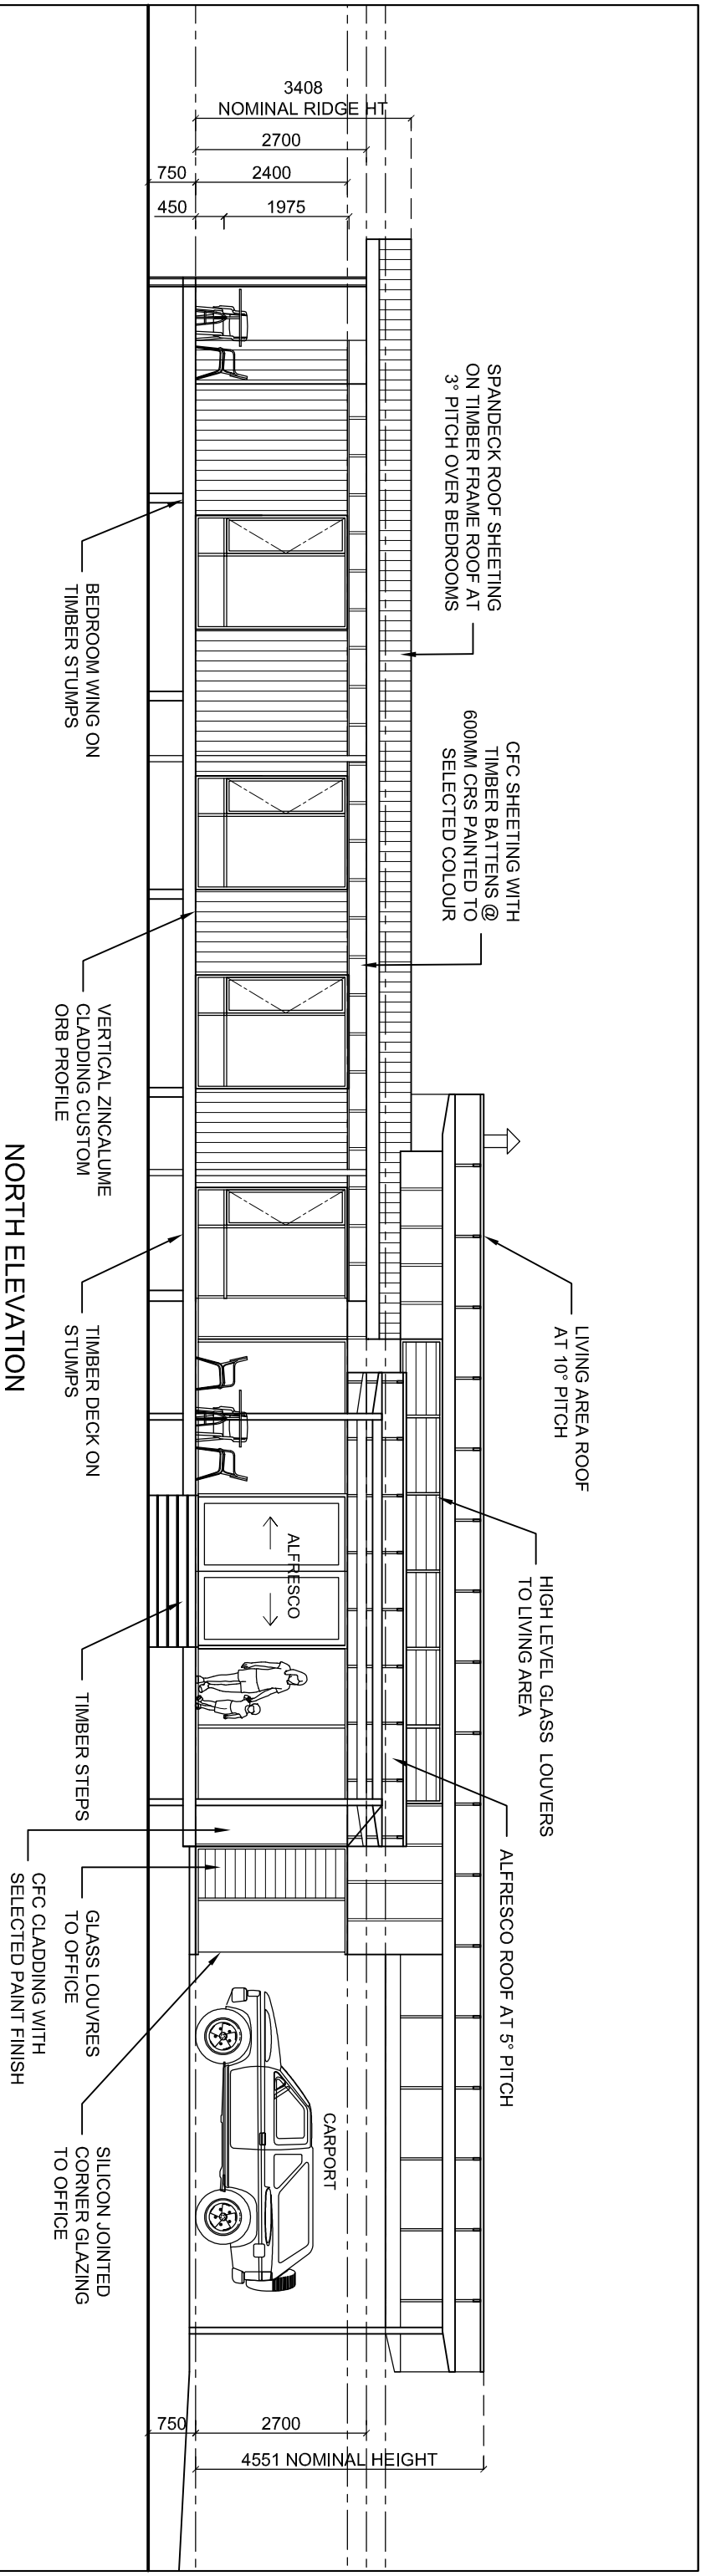 3408
NOMINAL RIDGE HT
2700
750
2400
450
1975
SPANDECK ROOF SHEETING
ON TIMBER FRAME ROOF AT
3° PITCH OVER BEDROOMS
CFC SHEETING WITH
TIMBER BATTENS @
600MM CRS PAINTED TO
SELECTED COLOUR
LIVING AREA ROOF
AT 10° PITCH
HIGH LEVEL GLASS LOUVERS
TO LIVING AREA
ALFRESCO ROOF AT 5° PITCH
ALFRESCO
CARPORT
BEDROOM WING ON
TIMBER STUMPS
VERTICAL ZINCALUME
CLADDING CUSTOM
ORB PROFILE
TIMBER DECK ON
STUMPS
TIMBER STEPS
CFC CLADDING WITH
SELECTED PAINT FINISH
GLASS LOUVRES
TO OFFICE
SILICON JOINTED
CORNER GLAZING
TO OFFICE
750
2700
4551 NOMINAL HEIGHT
NORTH ELEVATION